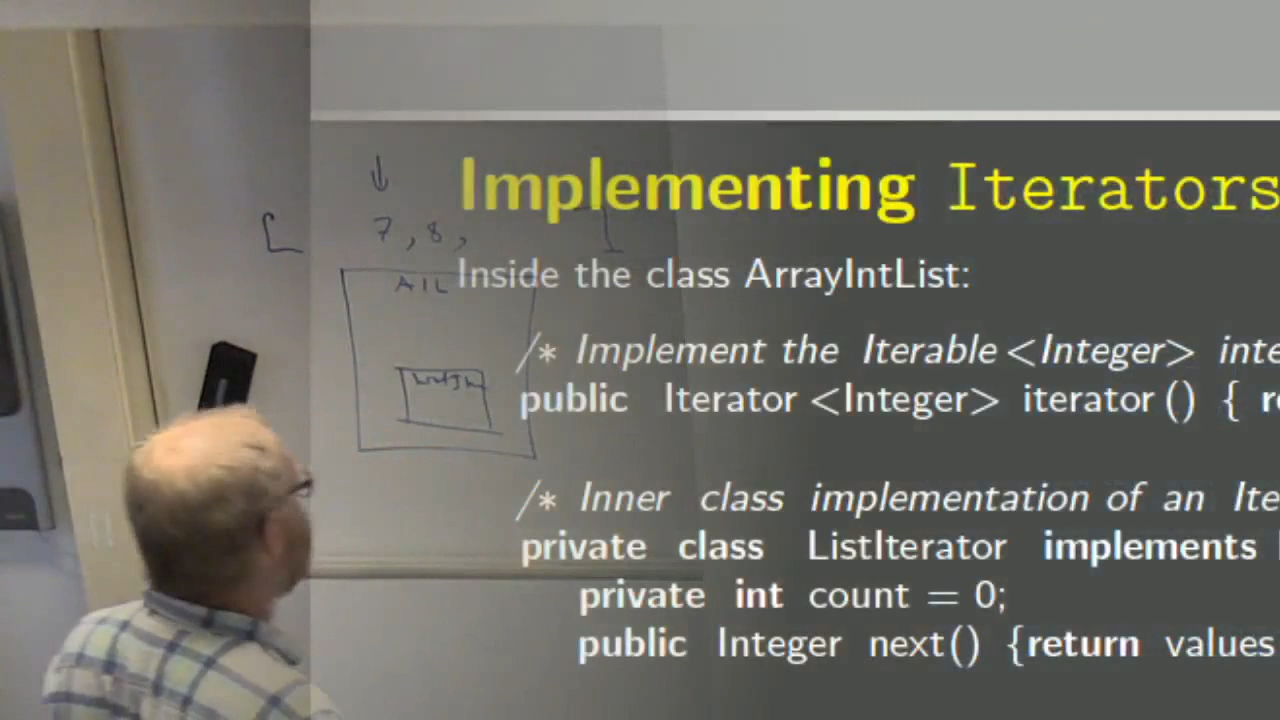 Implementing Iterators
7, 8,
Inside the class ArrayIntList:
AIL
/* Implement the Iterable <Integer> inte
public Iterator <Integer> iterator () { re
/* Inner class implementation of an Ite
private class ListIterator implements
private int count = 0;
public Integer next() {return values